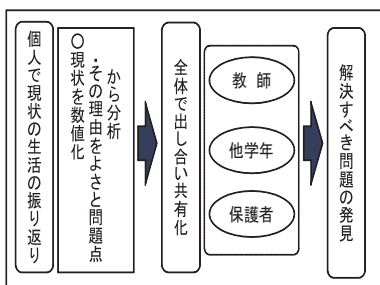 個人で現状の生活の振り返り
〇現状を数値化
・その理由をよさと問題点
から分析
全体で出し合い共有化
教師
他学年
保護者
解決すべき問題の発見